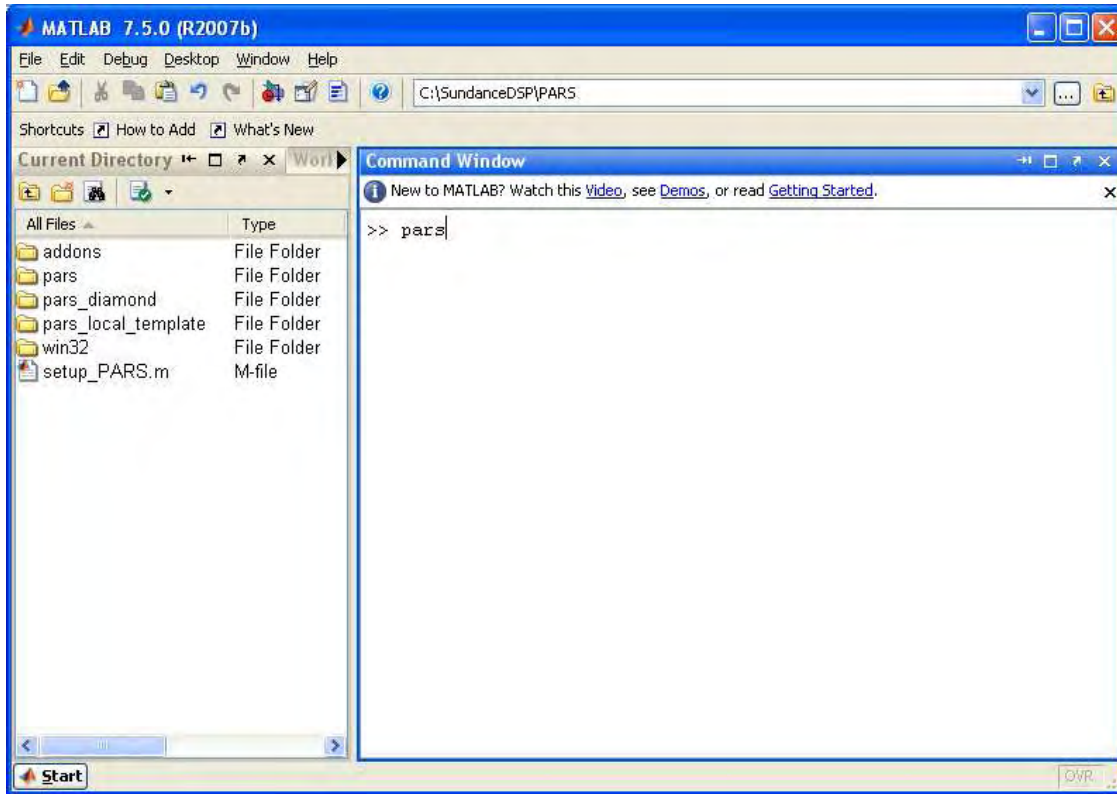 MATLAB 7.5.0 (R2007b)
File Edit Debug Desktop Window Help
C:\SundanceDSP\PARS
Shortcuts How to Add What's New
Current Directory
Command Window
New to MATLAB? Watch this Video, see Demos, or read Getting Started.
All Files Type
addons File Folder
pars File Folder
pars_diamond File Folder
pars_local_template File Folder
win32 File Folder
setup_PARS.m M-file
>> pars
Start
OVR